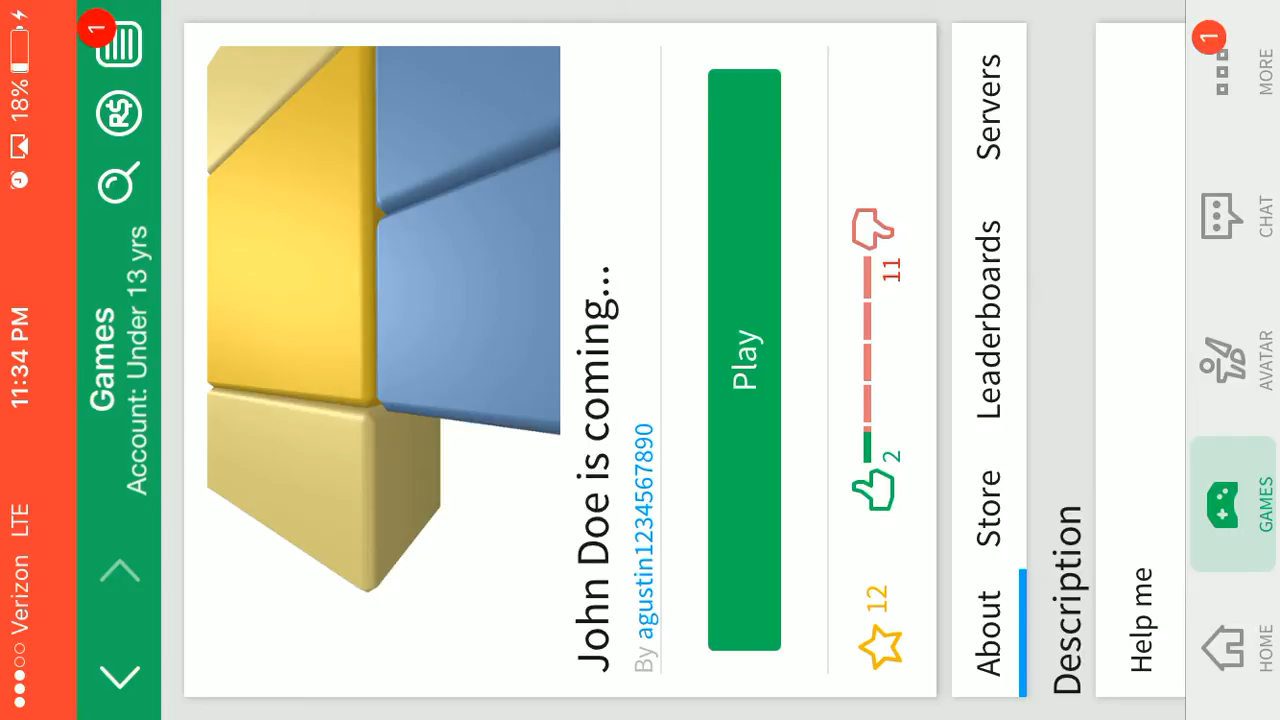 Verizon LTE 11:34 PM 18%
Games
Account: Under 13 yrs
R$
1
John Doe is coming...
By agustin1234567890
Play
12 2 11
About Store Leaderboards Servers
Description
Help me
1
HOME GAMES AVATAR CHAT MORE